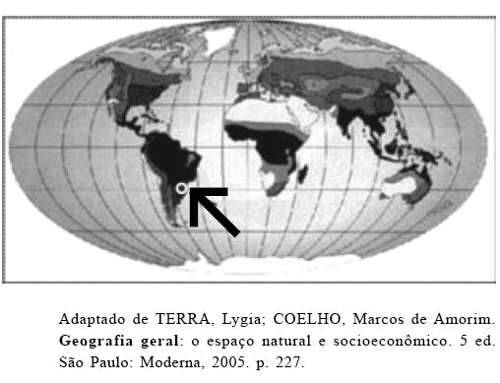 Adaptado de TERRA, Lygia; COELHO, Marcos de Amorim.
Geografia geral: o espaço natural e socioeconômico. 5 ed.
São Paulo: Moderna, 2005. p. 227.